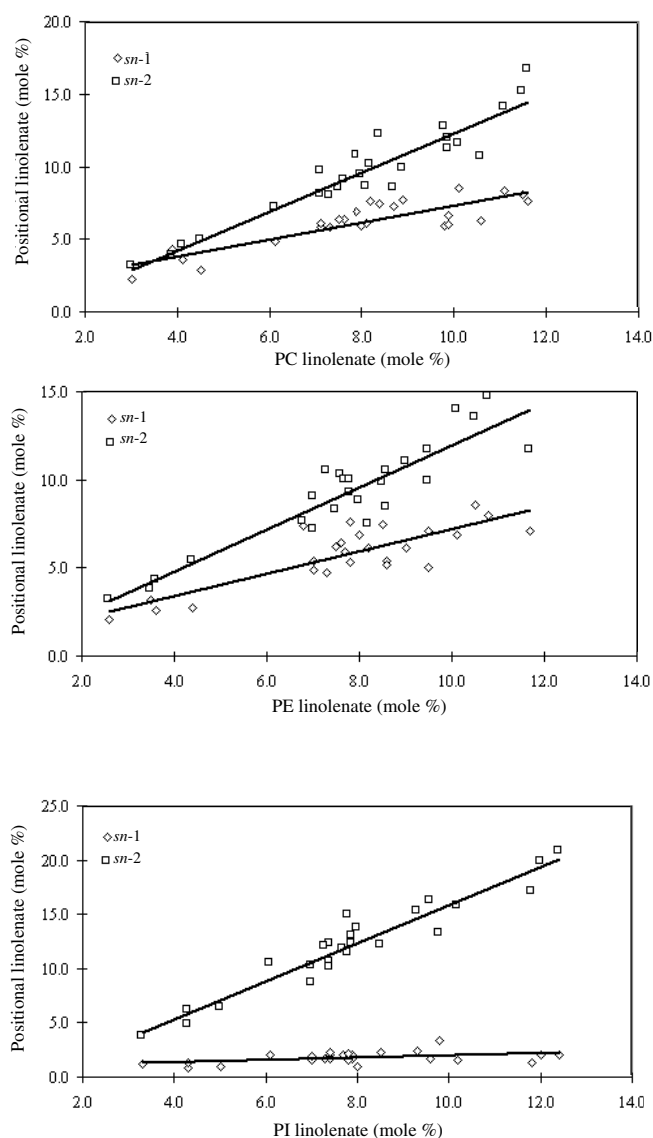 20.0
sn-1
sn-2
15.0
10.0
5.0
0.0
Positional linolenate (mole %)
2.0 4.0 6.0 8.0 10.0 12.0 14.0
PC linolenate (mole %)
15.0
sn-1
sn-2
10.0
5.0
0.0
Positional linolenate (mole %)
2.0 4.0 6.0 8.0 10.0 12.0 14.0
PE linolenate (mole %)
25.0
sn-1
sn-2
20.0
15.0
10.0
5.0
0.0
Positional linolenate (mole %)
2.0 4.0 6.0 8.0 10.0 12.0 14.0
PI linolenate (mole %)